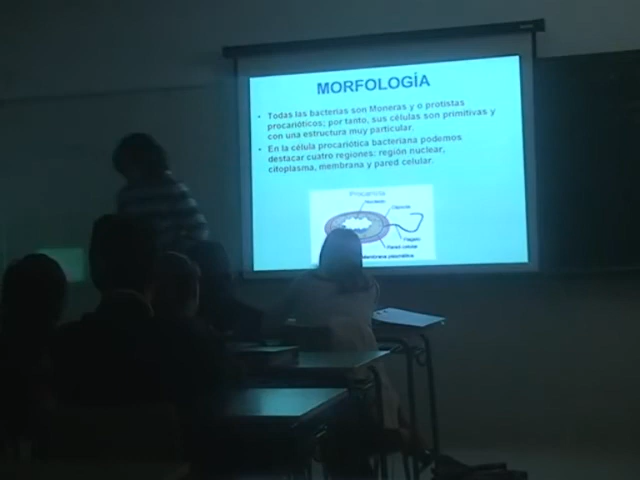 MORFOLOGÍA
• Todas las bacterias son Moneras y o protistas
procarióticos; por tanto, sus células son primitivas y
con una estructura muy particular.
• En la célula procariótica bacteriana podemos
destacar cuatro regiones: región nuclear,
citoplasma, membrana y pared celular.
Procariota
Nucleoide
Cápsula
Flagelo
Pared celular
Membrana plasmática